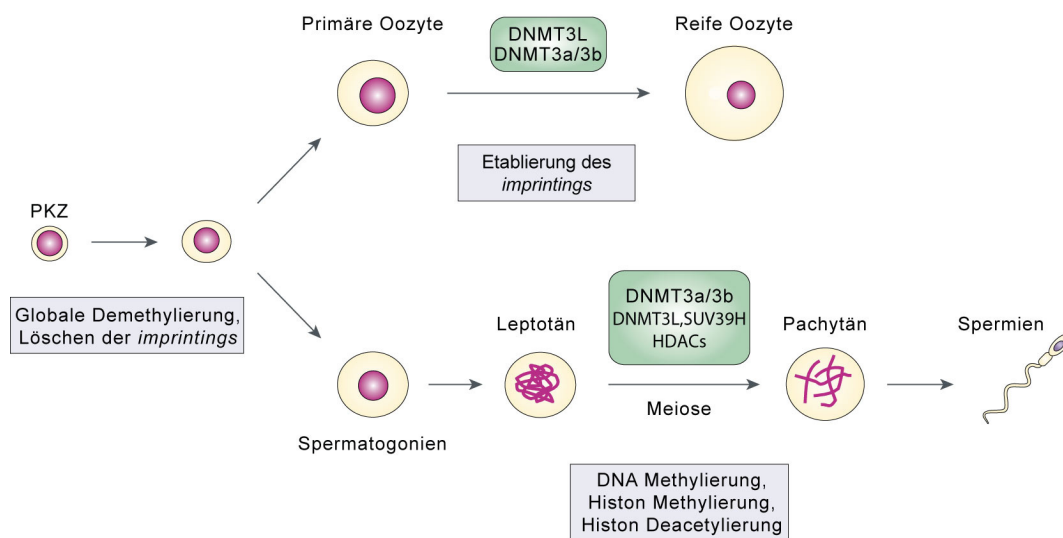 Primäre Oozyte
DNMT3L
DNMT3a/3b
Reife Oozyte
Etablierung des
imprintings
PKZ
Globale Demethylierung,
Löschen der imprintings
Spermatogonien
Leptotän
DNMT3a/3b
DNMT3L,SUV39H
HDACs
Meiose
Pachytän
Spermien
DNA Methylierung,
Histon Methylierung,
Histon Deacetylierung